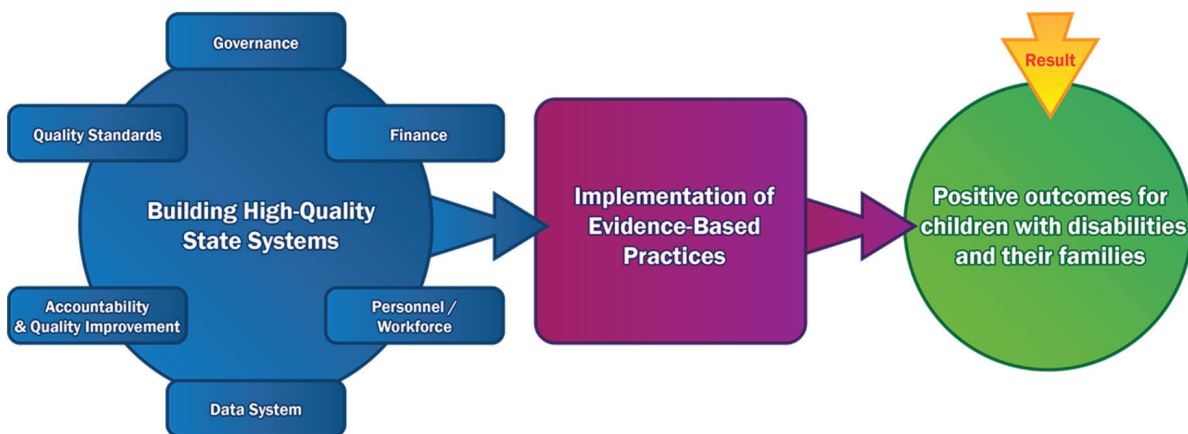 Governance
Quality Standards
Finance
Building High-Quality
State Systems
Accountability
& Quality Improvement
Personnel /
Workforce
Data System
Implementation of
Evidence-Based
Practices
Result
Positive outcomes for
children with disabilities
and their families